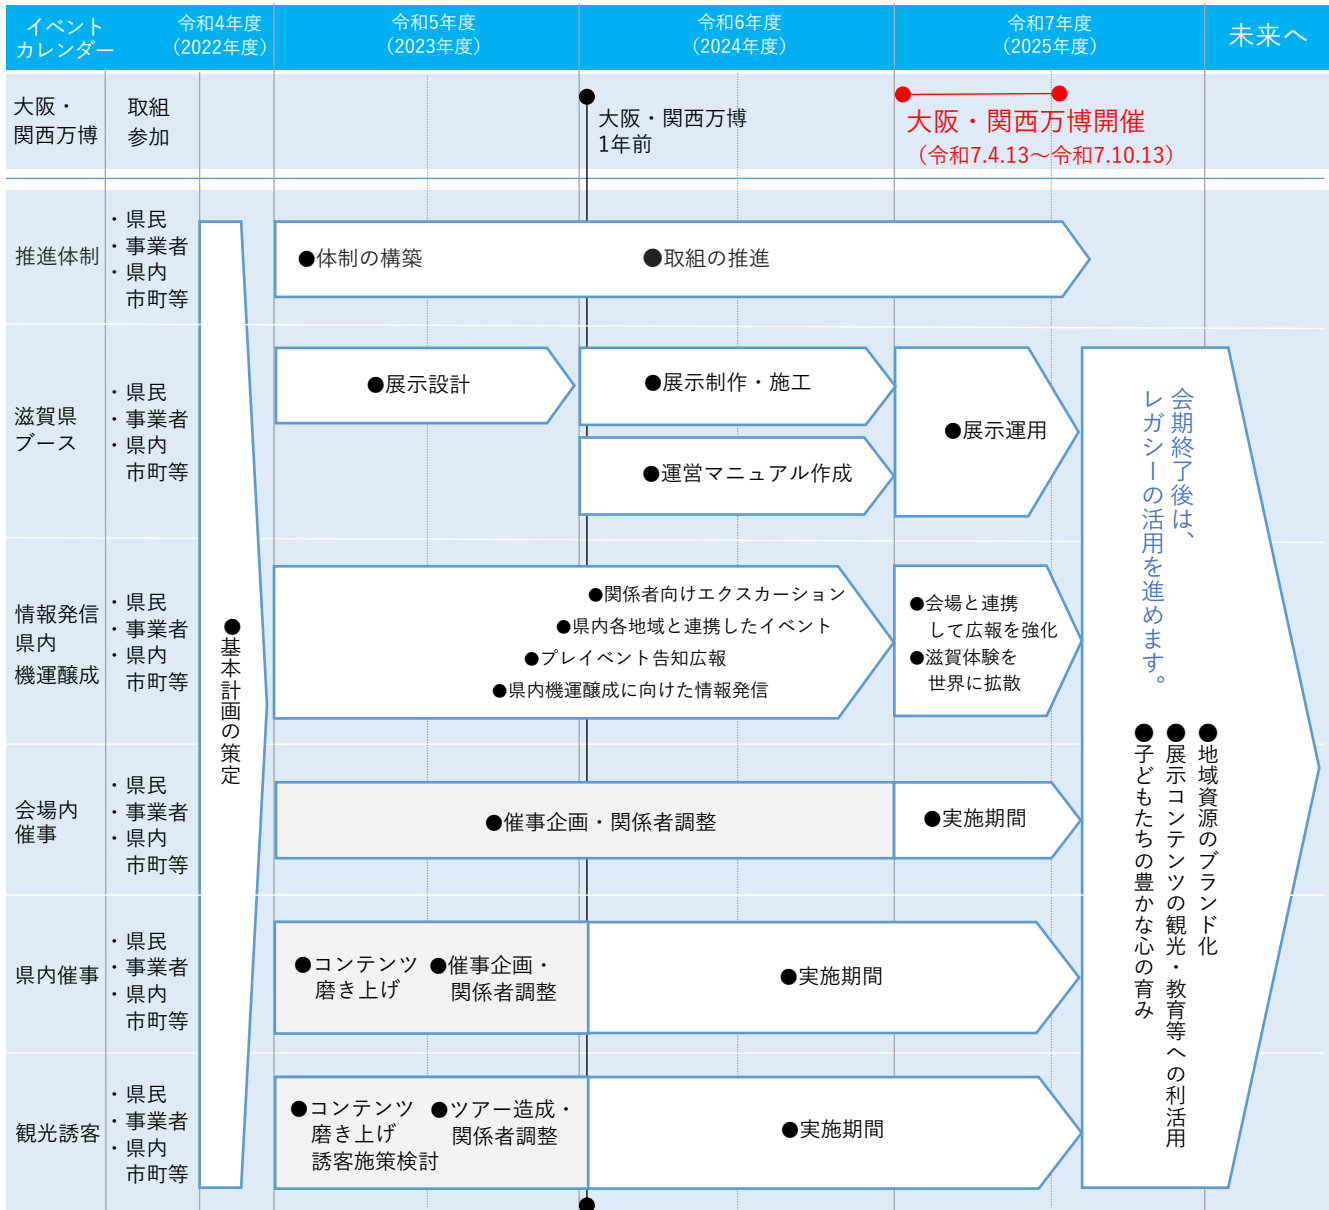 イベント
カレンダー
令和4年度
（2022年度）
令和5年度
（2023年度）
令和6年度
（2024年度）
令和7年度
（2025年度）
未来へ
大阪・
関西万博
取組
参加
大阪・関西万博
1年前
大阪・関西万博開催
（令和7.4.13〜令和7.10.13）
推進体制
・県民
・事業者
・県内
市町等
●体制の構築
●取組の推進
滋賀県
ブース
・県民
・事業者
・県内
市町等
●展示設計
●展示制作・施工
●運営マニュアル作成
●展示運用
情報発信
県内
機運醸成
・県民
・事業者
・県内
市町等
●関係者向けエクスカーション
●県内各地域と連携したイベント
●プレイベント告知広報
●県内機運醸成に向けた情報発信
●会場と連携
して広報を強化
●滋賀体験を
世界に拡散
会場内
催事
・県民
・事業者
・県内
市町等
●催事企画・関係者調整
●実施期間
県内催事
・県民
・事業者
・県内
市町等
●コンテンツ
磨き上げ
●催事企画・
関係者調整
●実施期間
観光誘客
・県民
・事業者
・県内
市町等
●コンテンツ
磨き上げ
誘客施策検討
●ツアー造成・
関係者調整
●実施期間
●基本計画の策定
会期終了後は、
レガシーの活用を進めます。
●地域資源のブランド化
●展示コンテンツの観光・教育等への利活用
●子どもたちの豊かな心の育み